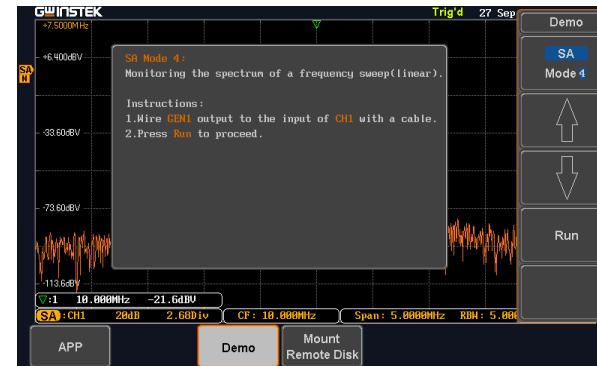 GWINSTEK
Trig'd 27 Sep
Demo
+7.5000MHz
+6.400dBV
SA
M
SA Mode 4:
Monitoring the spectrum of a frequency sweep(linear).
Instructions:
1.Wire GEN1 output to the input of CH1 with a cable.
2.Press Run to proceed.
SA
Mode 4
-33.60dBV
-73.60dBV
-113.6dBV
Run
▽:1 10.000MHz -21.6dBV
SA:CH1 20dB 2.68Div CF: 10.000MHz Span: 5.0000MHz RBW: 5.000
APP
Demo
Mount
Remote Disk